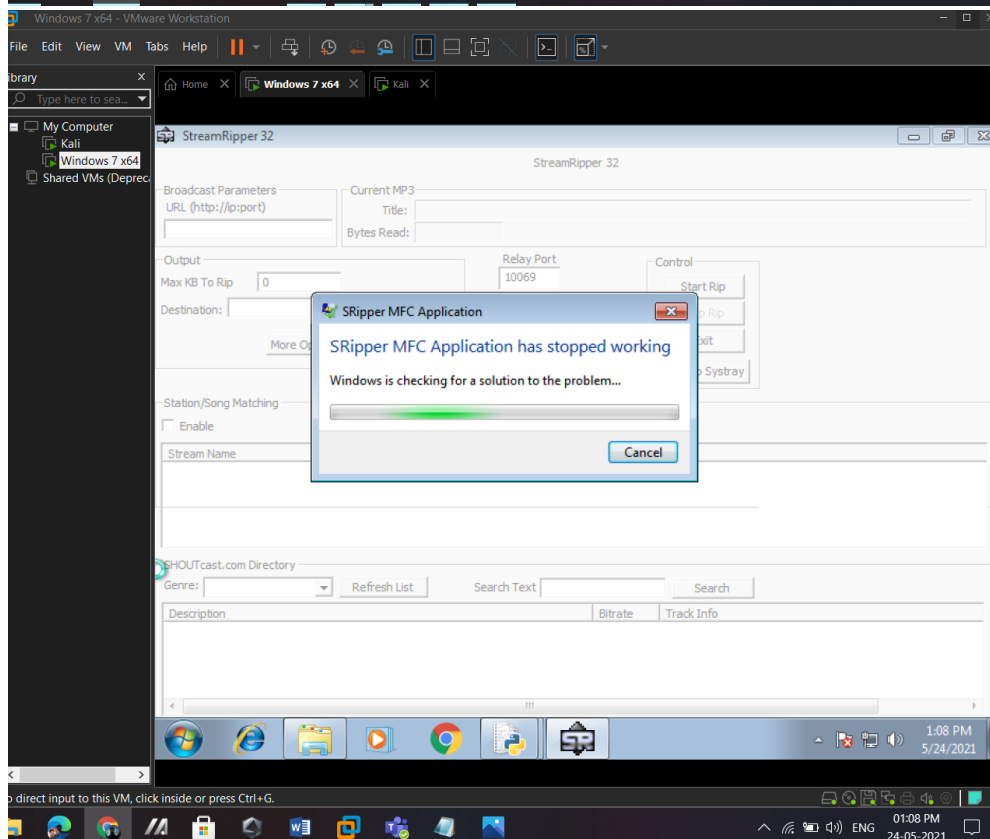 Windows 7 x64 - VMware Workstation
File Edit View VM Tabs Help
ibrary X
Type here to sea...
Home X Windows 7 x64 X Kali X
My Computer
Kali
Windows 7 x64
Shared VMs (Depreca
StreamRipper 32
StreamRipper 32
Broadcast Parameters
URL (http://ip:port)
Current MP3
Title:
Bytes Read:
Output
Max KB To Rip 0
Destination:
More Op
Relay Port
10069
Control
Start Rip
p Rip
xit
o Systray
SRipper MFC Application
SRipper MFC Application has stopped working
Windows is checking for a solution to the problem...
Cancel
Station/Song Matching
Enable
Stream Name
SHOUTcast.com Directory
Genre: Refresh List Search Text Search
Description Bitrate Track Info
1:08 PM
5/24/2021
o direct input to this VM, click inside or press Ctrl+G.
ENG 01:08 PM
24-05-2021